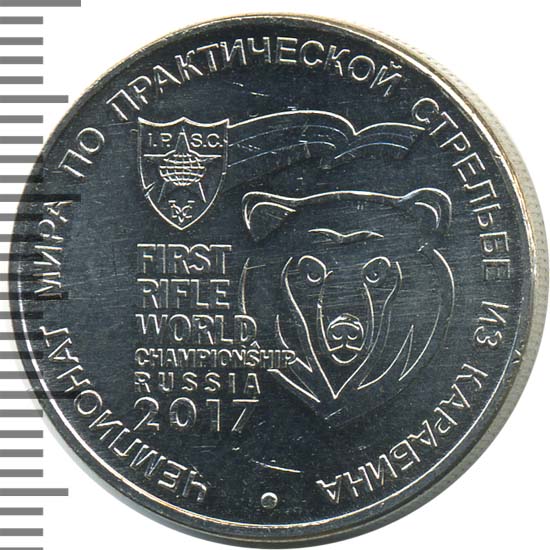 ЧЕМПИОНАТ МИРА ПО ПРАКТИЧЕСКОЙ СТРЕЛЬБЕ ИЗ КАРАБИНА
I.P.S.C.
FIRST
RIFLE
WORLD
CHAMPIONSHIP
RUSSIA
2017